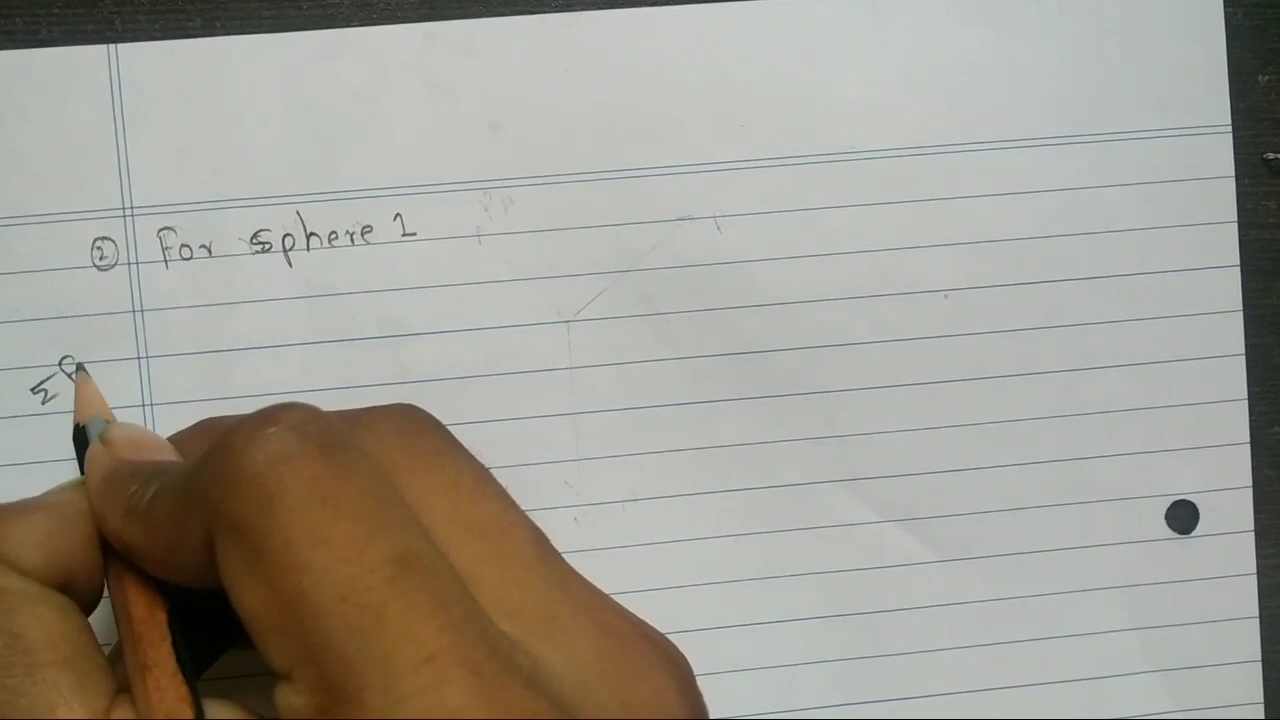 ② For sphere 1
Σ